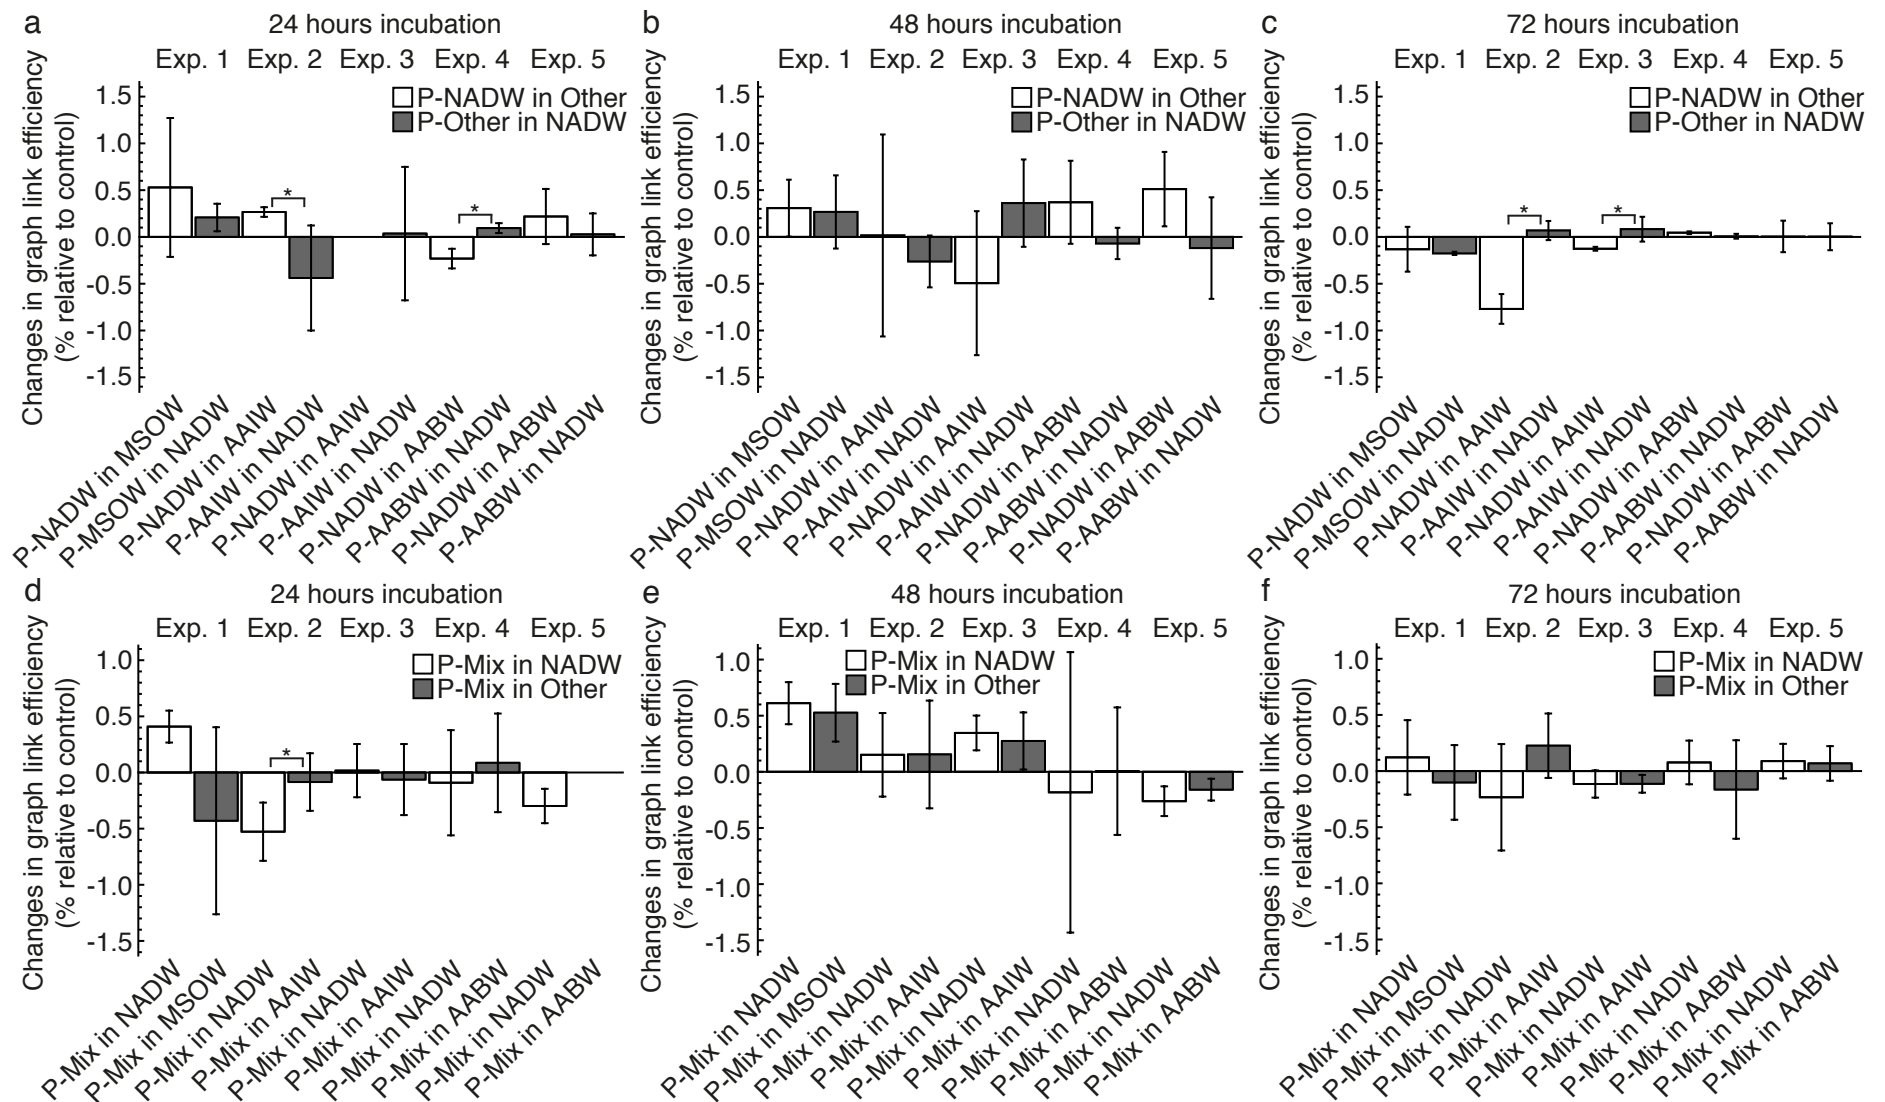 a
24 hours incubation
Exp. 1 Exp. 2 Exp. 3 Exp. 4 Exp. 5
Changes in graph link efficiency
(% relative to control)
1.5
1.0
0.5
0.0
-0.5
-1.0
-1.5
P-NADW in Other
P-Other in NADW
*
*
P-NADW in MSOW
P-MSOW in NADW
P-NADW in AAIW
P-AAIW in NADW
P-NADW in AAIW
P-AAIW in NADW
P-NADW in AABW
P-AABW in NADW
P-NADW in AABW
P-AABW in NADW
b
48 hours incubation
Exp. 1 Exp. 2 Exp. 3 Exp. 4 Exp. 5
Changes in graph link efficiency
(% relative to control)
1.5
1.0
0.5
0.0
-0.5
-1.0
-1.5
P-NADW in Other
P-Other in NADW
P-NADW in MSOW
P-MSOW in NADW
P-NADW in AAIW
P-AAIW in NADW
P-NADW in AAIW
P-AAIW in NADW
P-NADW in AABW
P-AABW in NADW
P-NADW in AABW
P-AABW in NADW
c
72 hours incubation
Exp. 1 Exp. 2 Exp. 3 Exp. 4 Exp. 5
Changes in graph link efficiency
(% relative to control)
1.5
1.0
0.5
0.0
-0.5
-1.0
-1.5
P-NADW in Other
P-Other in NADW
*
*
P-NADW in MSOW
P-MSOW in NADW
P-NADW in AAIW
P-AAIW in NADW
P-NADW in AAIW
P-AAIW in NADW
P-NADW in AABW
P-AABW in NADW
P-NADW in AABW
P-AABW in NADW
d
24 hours incubation
Exp. 1 Exp. 2 Exp. 3 Exp. 4 Exp. 5
Changes in graph link efficiency
(% relative to control)
1.0
0.5
0.0
-0.5
-1.0
-1.5
P-Mix in NADW
P-Mix in Other
*
P-Mix in NADW
P-Mix in MSOW
P-Mix in NADW
P-Mix in AAIW
P-Mix in NADW
P-Mix in AAIW
P-Mix in NADW
P-Mix in AABW
P-Mix in NADW
P-Mix in AABW
e
48 hours incubation
Exp. 1 Exp. 2 Exp. 3 Exp. 4 Exp. 5
Changes in graph link efficiency
(% relative to control)
1.0
0.5
0.0
-0.5
-1.0
-1.5
P-Mix in NADW
P-Mix in Other
P-Mix in NADW
P-Mix in MSOW
P-Mix in NADW
P-Mix in AAIW
P-Mix in NADW
P-Mix in AAIW
P-Mix in NADW
P-Mix in AABW
P-Mix in NADW
P-Mix in AABW
f
72 hours incubation
Exp. 1 Exp. 2 Exp. 3 Exp. 4 Exp. 5
Changes in graph link efficiency
(% relative to control)
1.0
0.5
0.0
-0.5
-1.0
-1.5
P-Mix in NADW
P-Mix in Other
P-Mix in NADW
P-Mix in MSOW
P-Mix in NADW
P-Mix in AAIW
P-Mix in NADW
P-Mix in AAIW
P-Mix in NADW
P-Mix in AABW
P-Mix in NADW
P-Mix in AABW